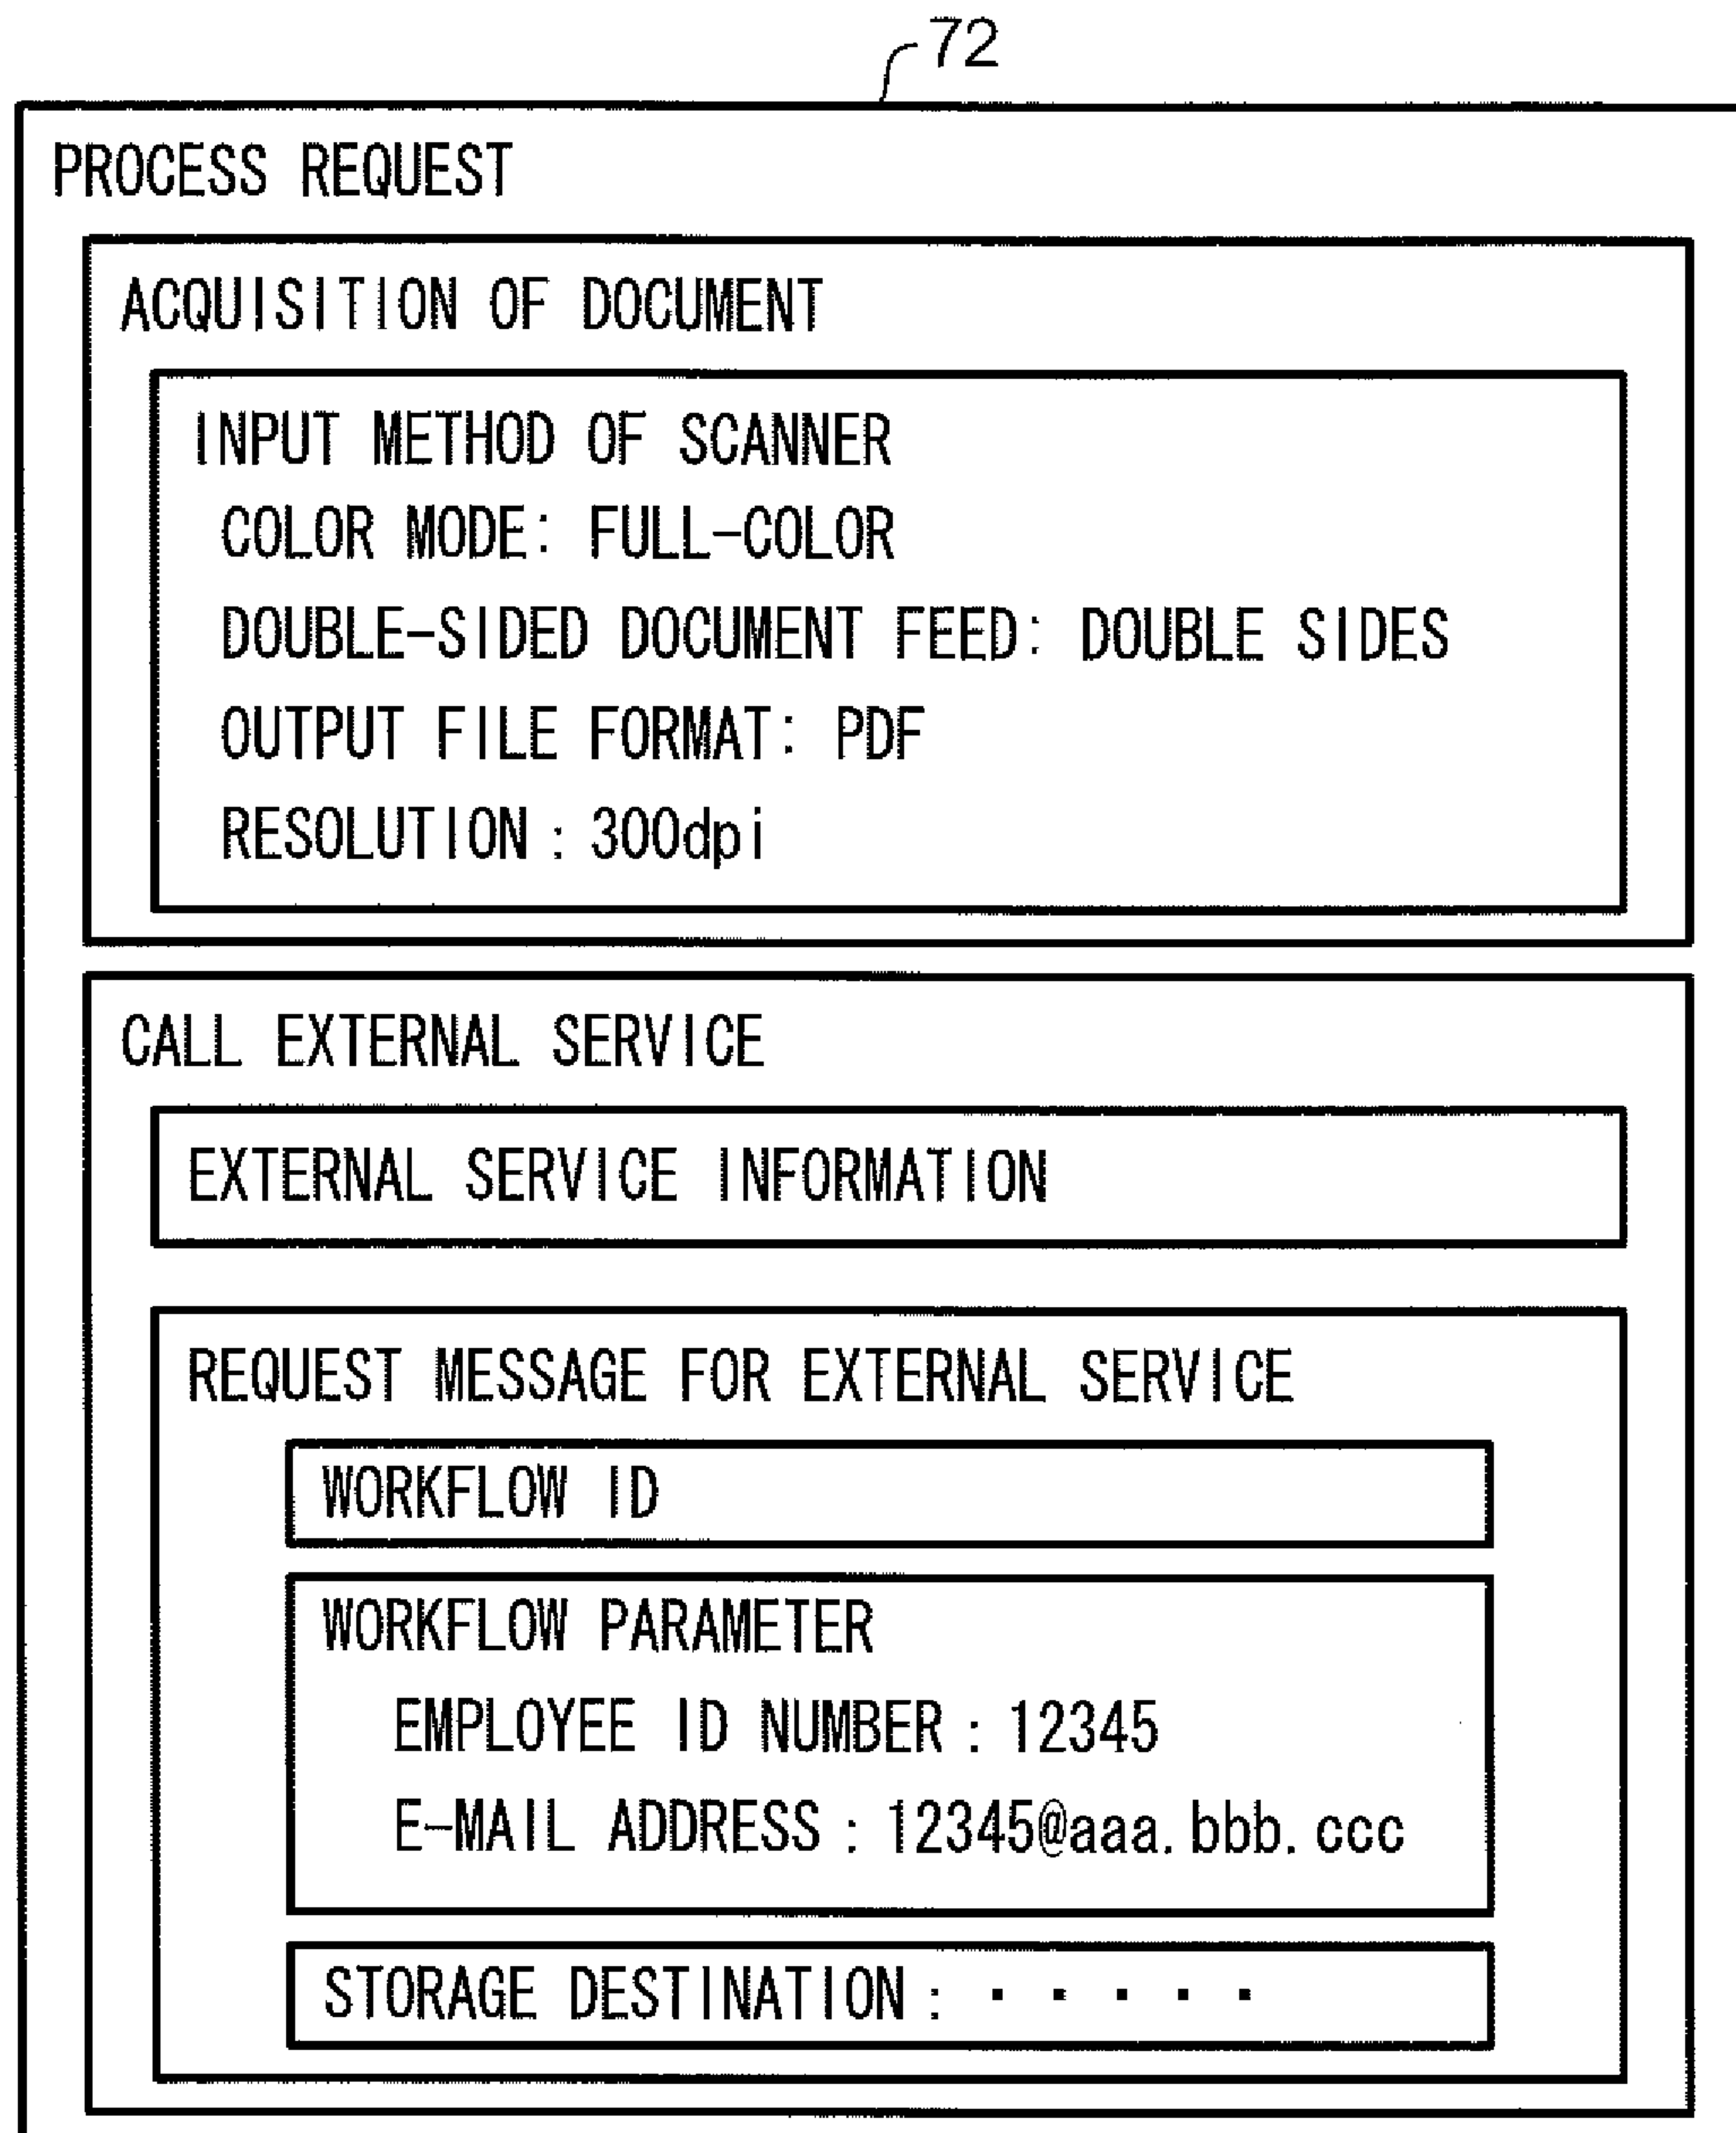 72
PROCESS REQUEST
ACQUISITION OF DOCUMENT
INPUT METHOD OF SCANNER
COLOR MODE: FULL-COLOR
DOUBLE-SIDED DOCUMENT FEED: DOUBLE SIDES
OUTPUT FILE FORMAT: PDF
RESOLUTION : 300dpi
CALL EXTERNAL SERVICE
EXTERNAL SERVICE INFORMATION
REQUEST MESSAGE FOR EXTERNAL SERVICE
WORKFLOW ID
WORKFLOW PARAMETER
EMPLOYEE ID NUMBER : 12345
E-MAIL ADDRESS : 12345@aaa.bbb.ccc
STORAGE DESTINATION : ・・・・・